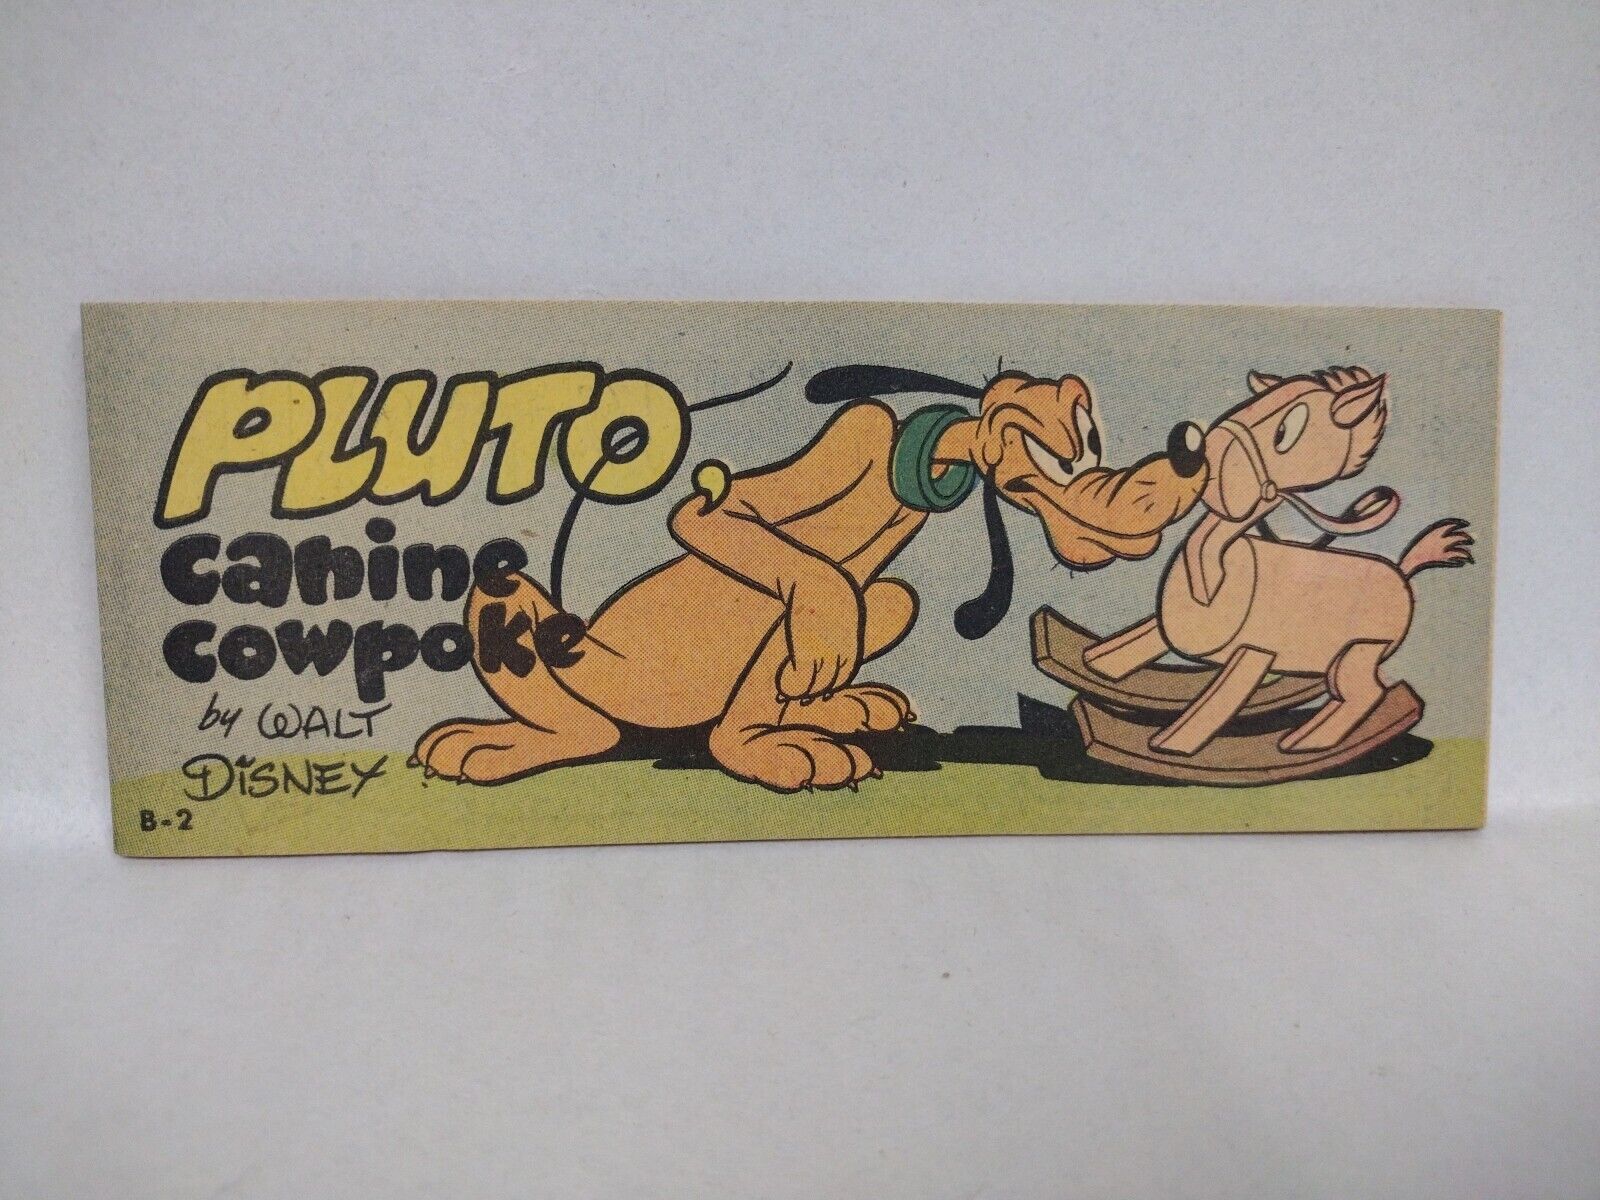 PLUTO
canine
cowpoke
by WALT
DISNEY
B-2